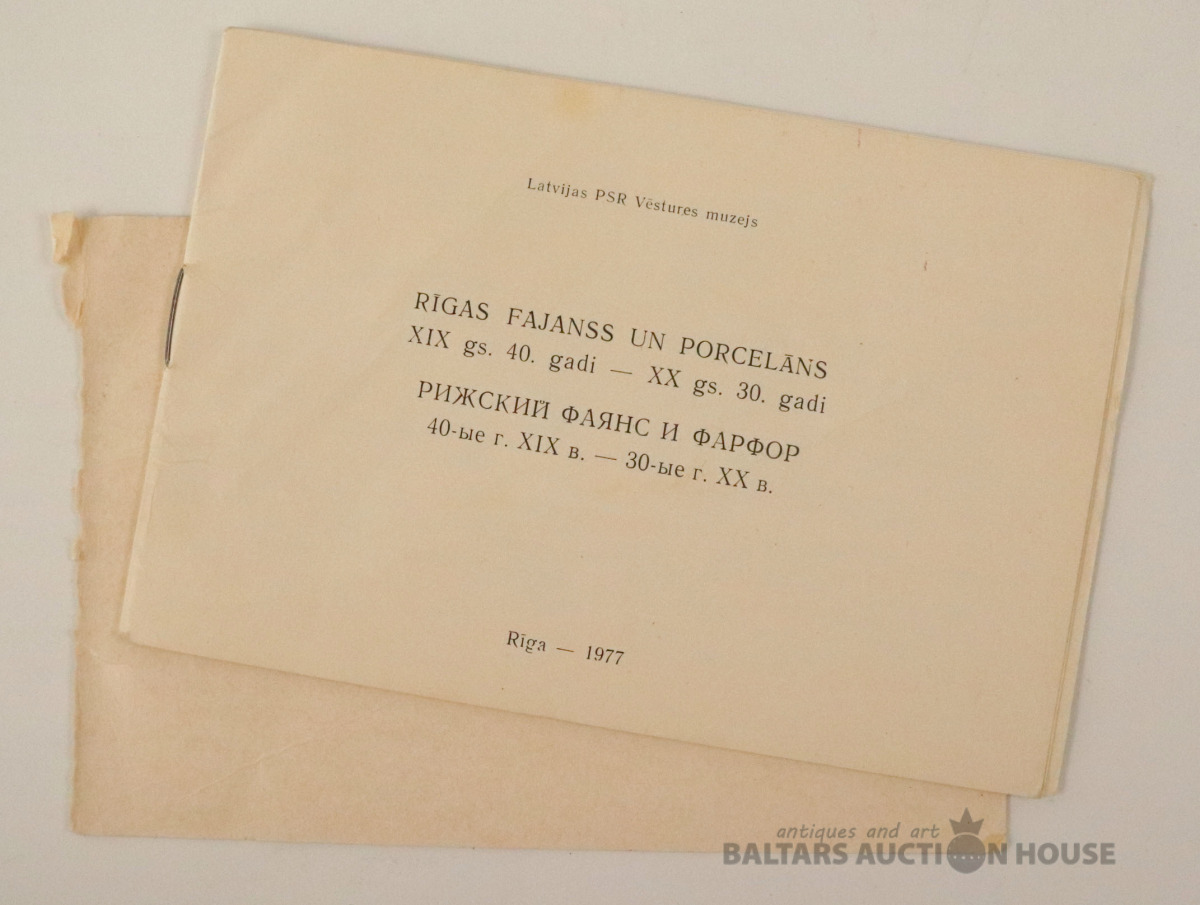 Latvijas PSR Vēstures muzejs
RĪGAS FAJANSS UN PORCELĀNS
XIX gs. 40. gadi — XX gs. 30. gadi
РИЖСКИЙ ФАЯНС И ФАРФОР
40-ые г. XIX в. — 30-ые г. XX в.
Rīga — 1977
antiques and art
BALTARS AUCTION HOUSE